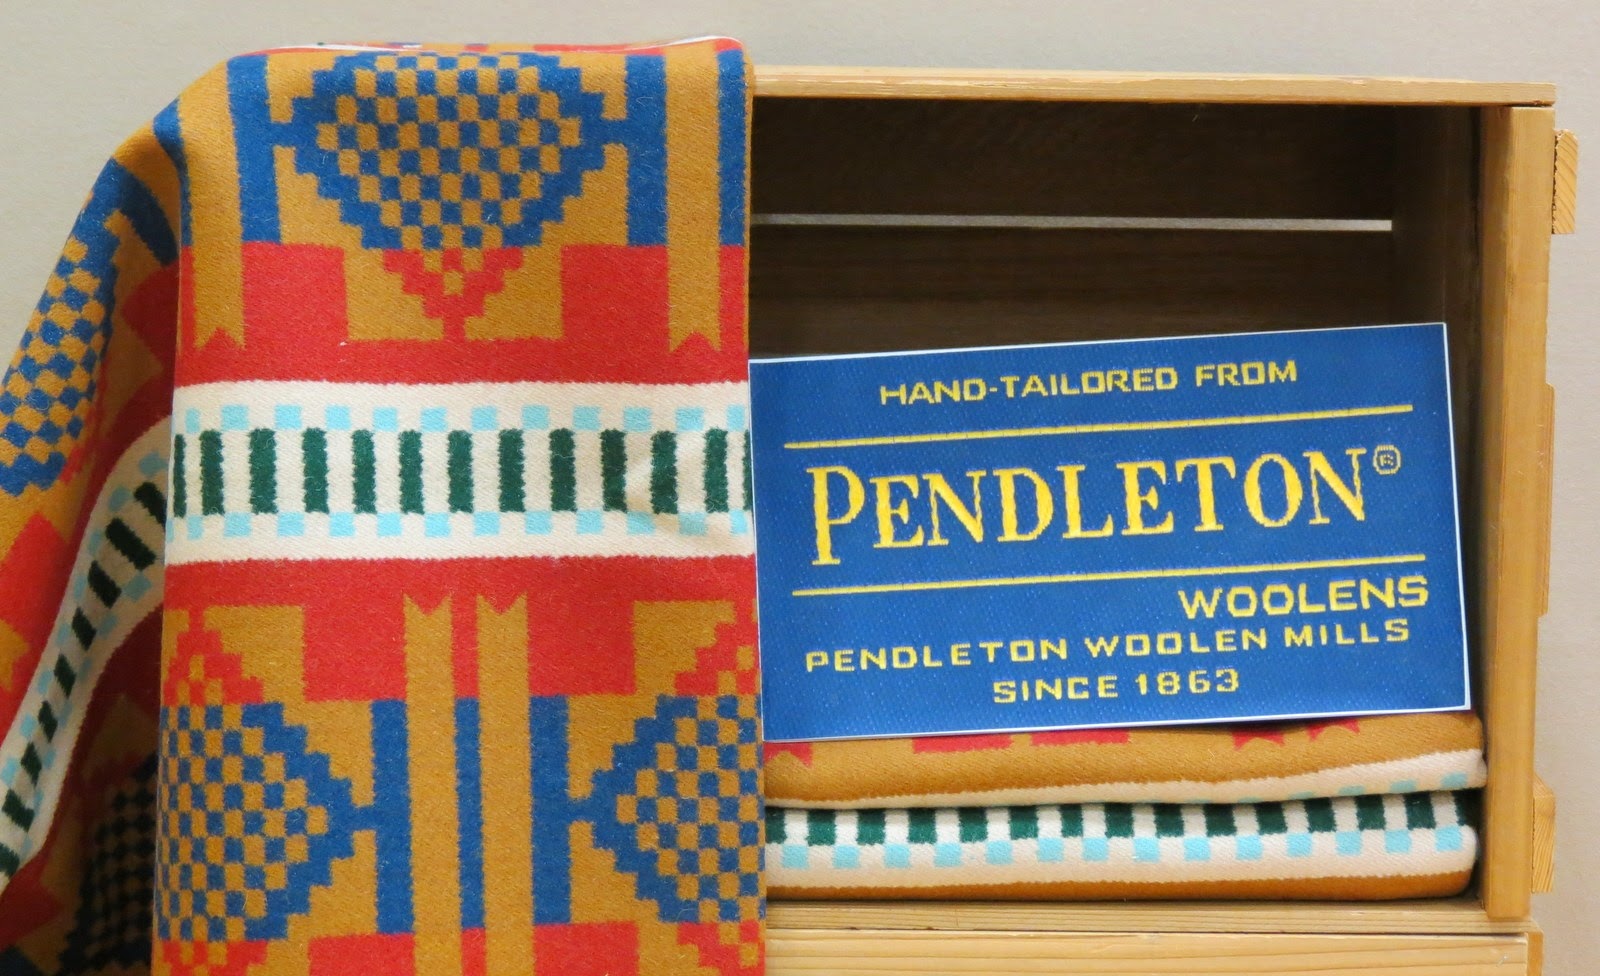 HAND-TAILORED FROM
PENDLETON®
WOOLENS
PENDLETON WOOLEN MILLS
SINCE 1863